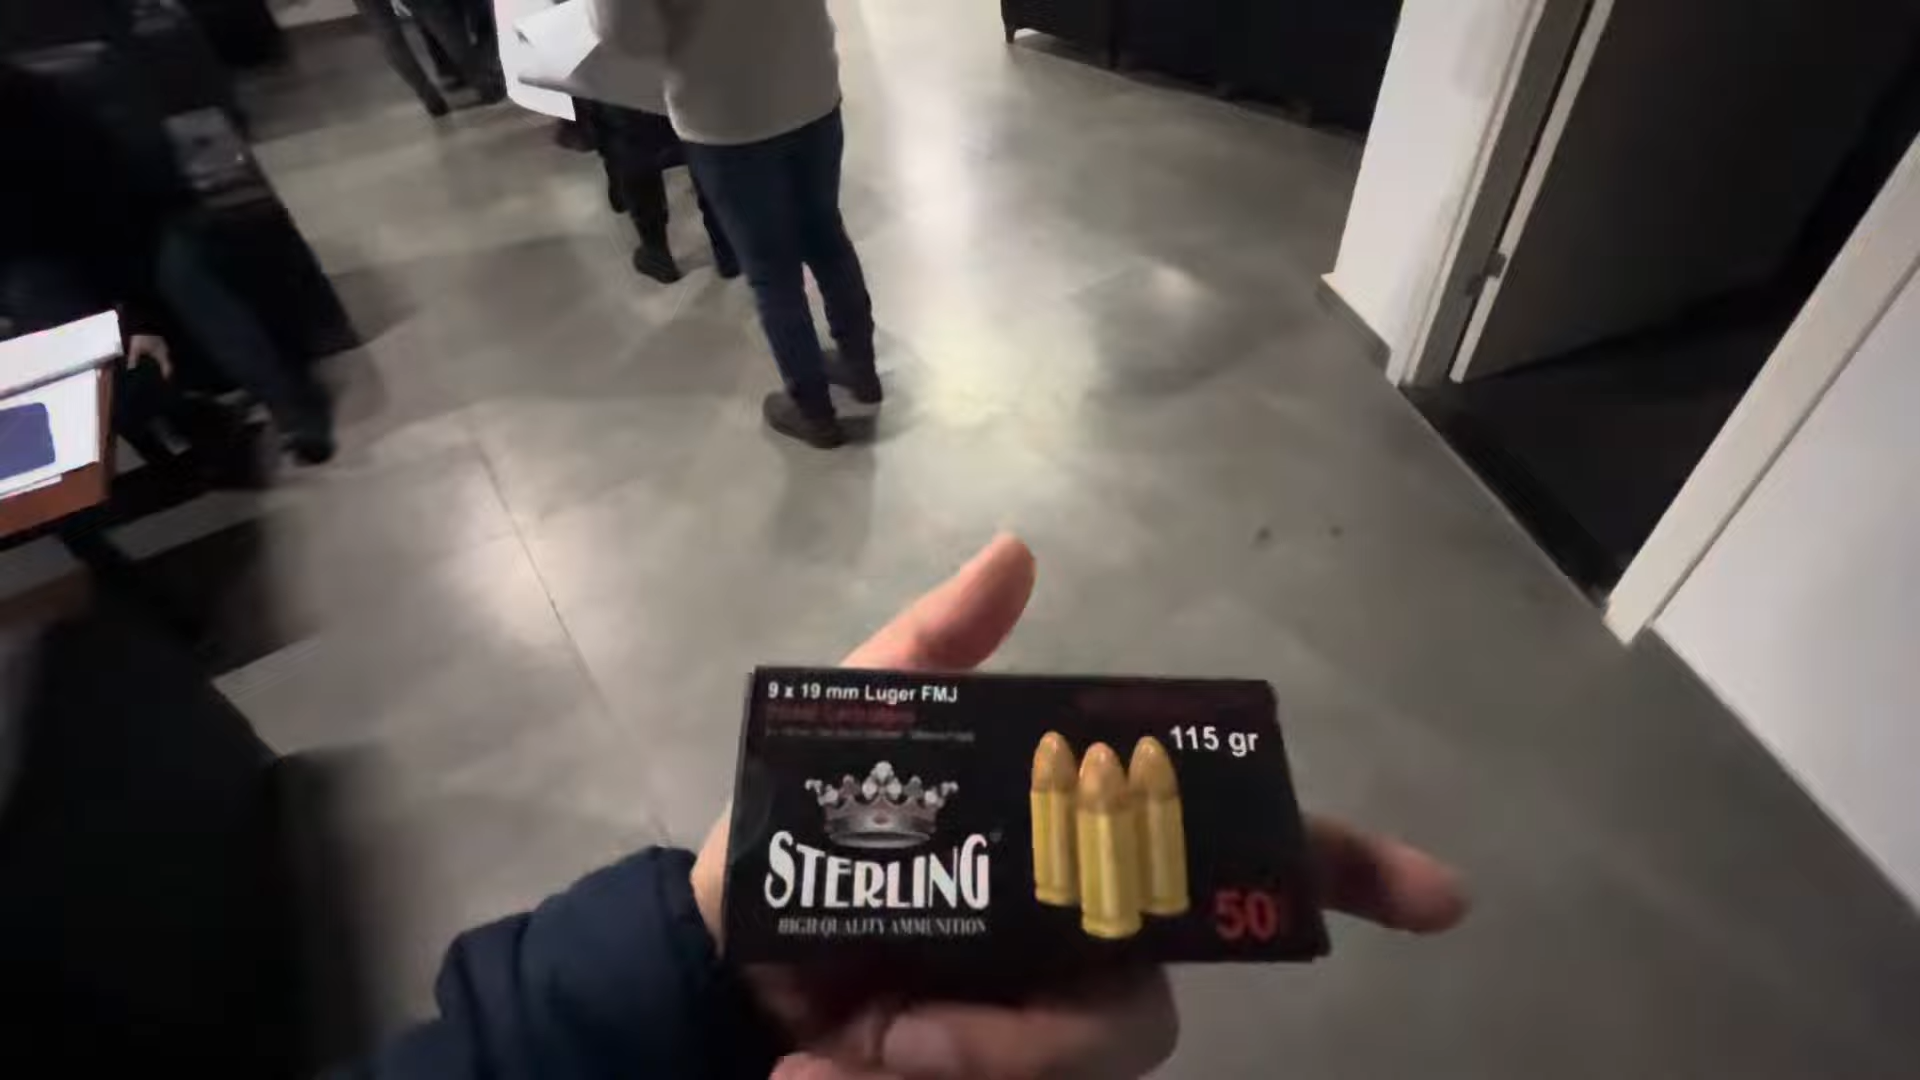 9 x 19 mm Luger FMJ
115 gr
STERLING
HIGH QUALITY AMMUNITION
50